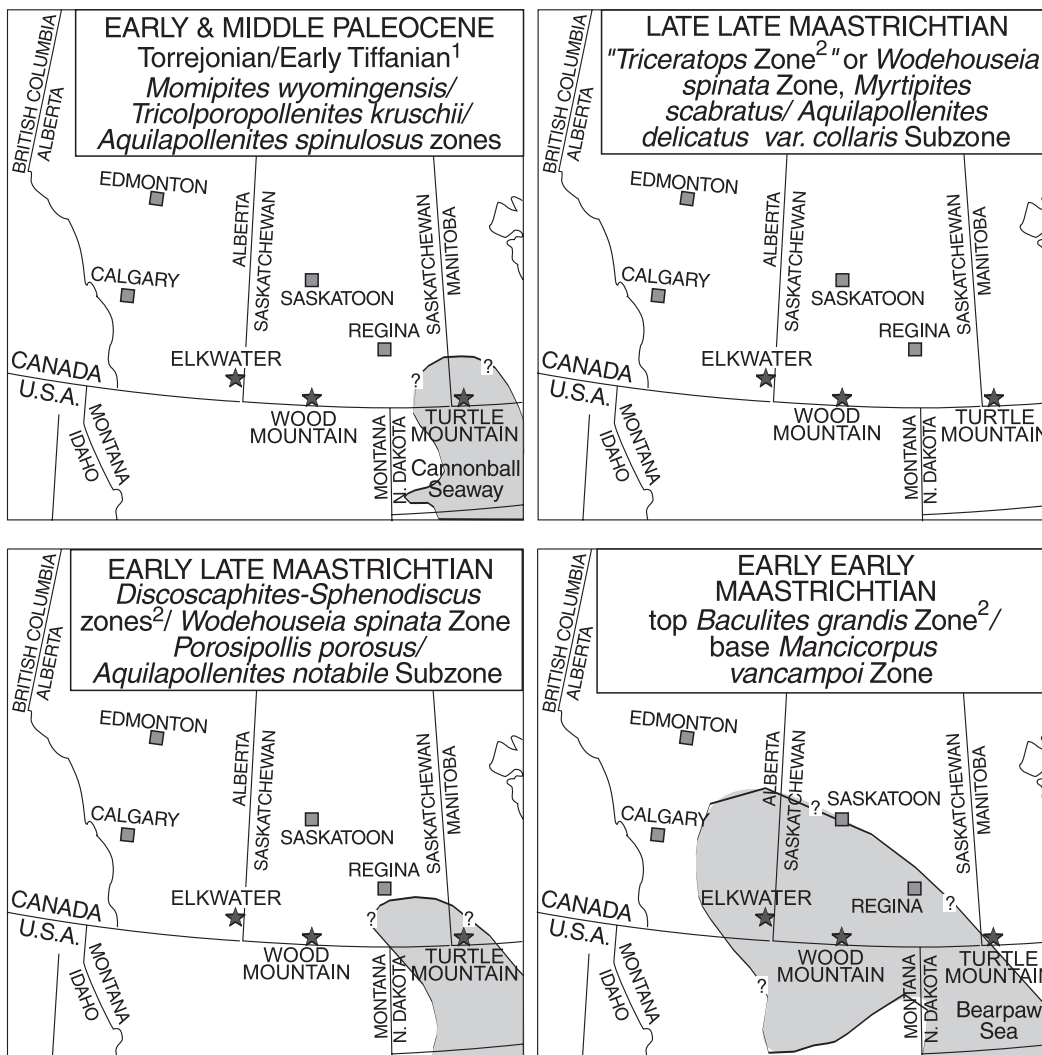 EARLY & MIDDLE PALEOCENE
Torrejonian/Early Tiffanian1
Momipites wyomingensis/
Tricolporopollenites kruschii/
Aquilapollenites spinulosus zones
BRITISH COLUMBIA
ALBERTA
EDMONTON
CALGARY
ALBERTA
SASKATCHEWAN
SASKATOON
SASKATCHEWAN
MANITOBA
REGINA
ELKWATER
CANADA
U.S.A.
WOOD
MOUNTAIN
? ?
TURTLE
MOUNTAIN
MONTANA
IDAHO
MONTANA
N. DAKOTA
Cannonball
Seaway
LATE LATE MAASTRICHTIAN
"Triceratops Zone2" or Wodehouseia
spinata Zone, Myrtipites
scabratus/ Aquilapollenites
delicatus var. collaris Subzone
BRITISH COLUMBIA
ALBERTA
EDMONTON
CALGARY
ALBERTA
SASKATCHEWAN
SASKATOON
SASKATCHEWAN
MANITOBA
REGINA
ELKWATER
CANADA
U.S.A.
WOOD
MOUNTAIN
TURTLE
MOUNTAIN
MONTANA
IDAHO
MONTANA
N. DAKOTA
EARLY LATE MAASTRICHTIAN
Discoscaphites-Sphenodiscus
zones2/ Wodehouseia spinata Zone
Porosipollis porosus/
Aquilapollenites notabile Subzone
BRITISH COLUMBIA
ALBERTA
EDMONTON
CALGARY
ALBERTA
SASKATCHEWAN
SASKATOON
SASKATCHEWAN
MANITOBA
REGINA
ELKWATER
? ?
CANADA
U.S.A.
WOOD
MOUNTAIN
TURTLE
MOUNTAIN
MONTANA
IDAHO
MONTANA
N. DAKOTA
EARLY EARLY
MAASTRICHTIAN
top Baculites grandis Zone2/
base Mancicorpus
vancampoi Zone
BRITISH COLUMBIA
ALBERTA
EDMONTON
CALGARY
ALBERTA
SASKATCHEWAN
?
SASKATOON
SASKATCHEWAN
MANITOBA
REGINA
?
ELKWATER
CANADA
U.S.A.
WOOD
MOUNTAIN
TURTLE
MOUNTAIN
?
MONTANA
IDAHO
MONTANA
N. DAKOTA
Bearpaw
Sea